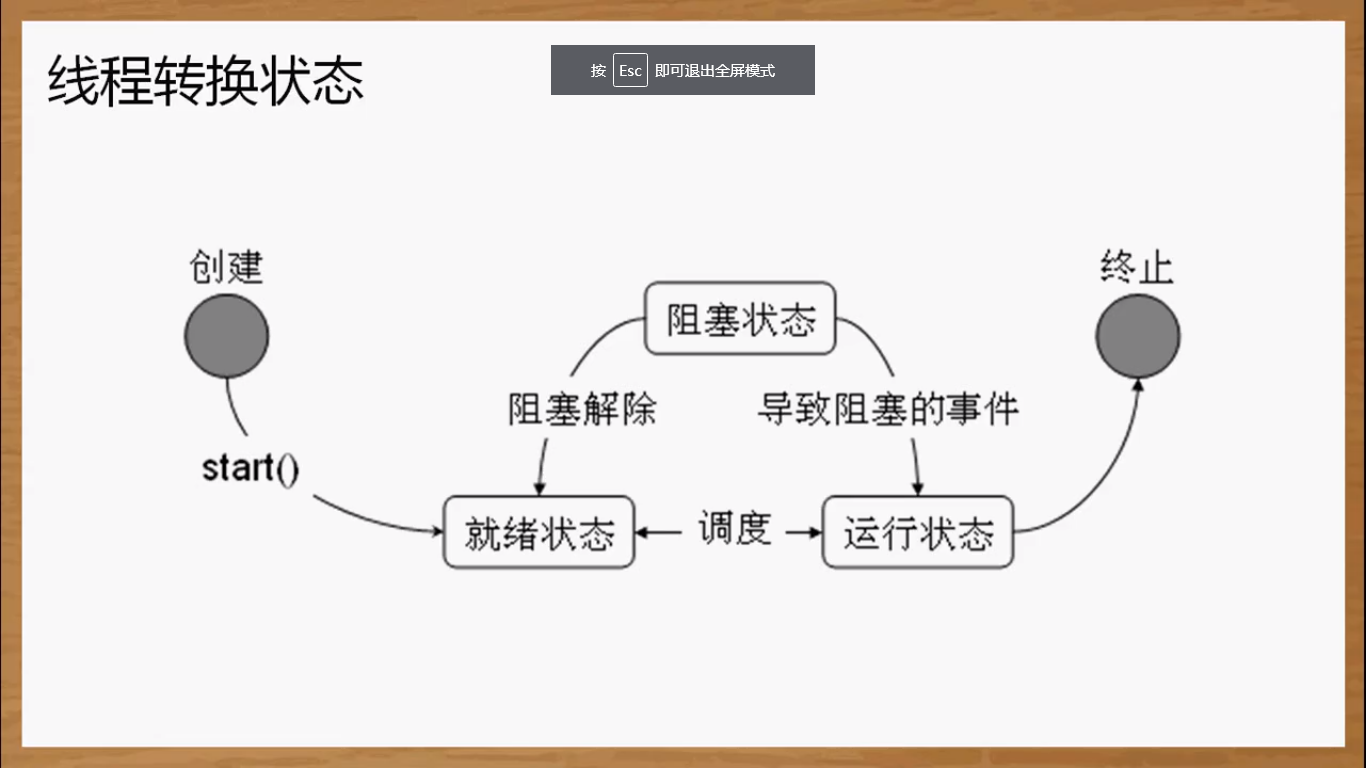 线程转换状态
按 Esc 即可退出全屏模式
创建
终止
阻塞状态
阻塞解除
导致阻塞的事件
start()
就绪状态
调度
运行状态